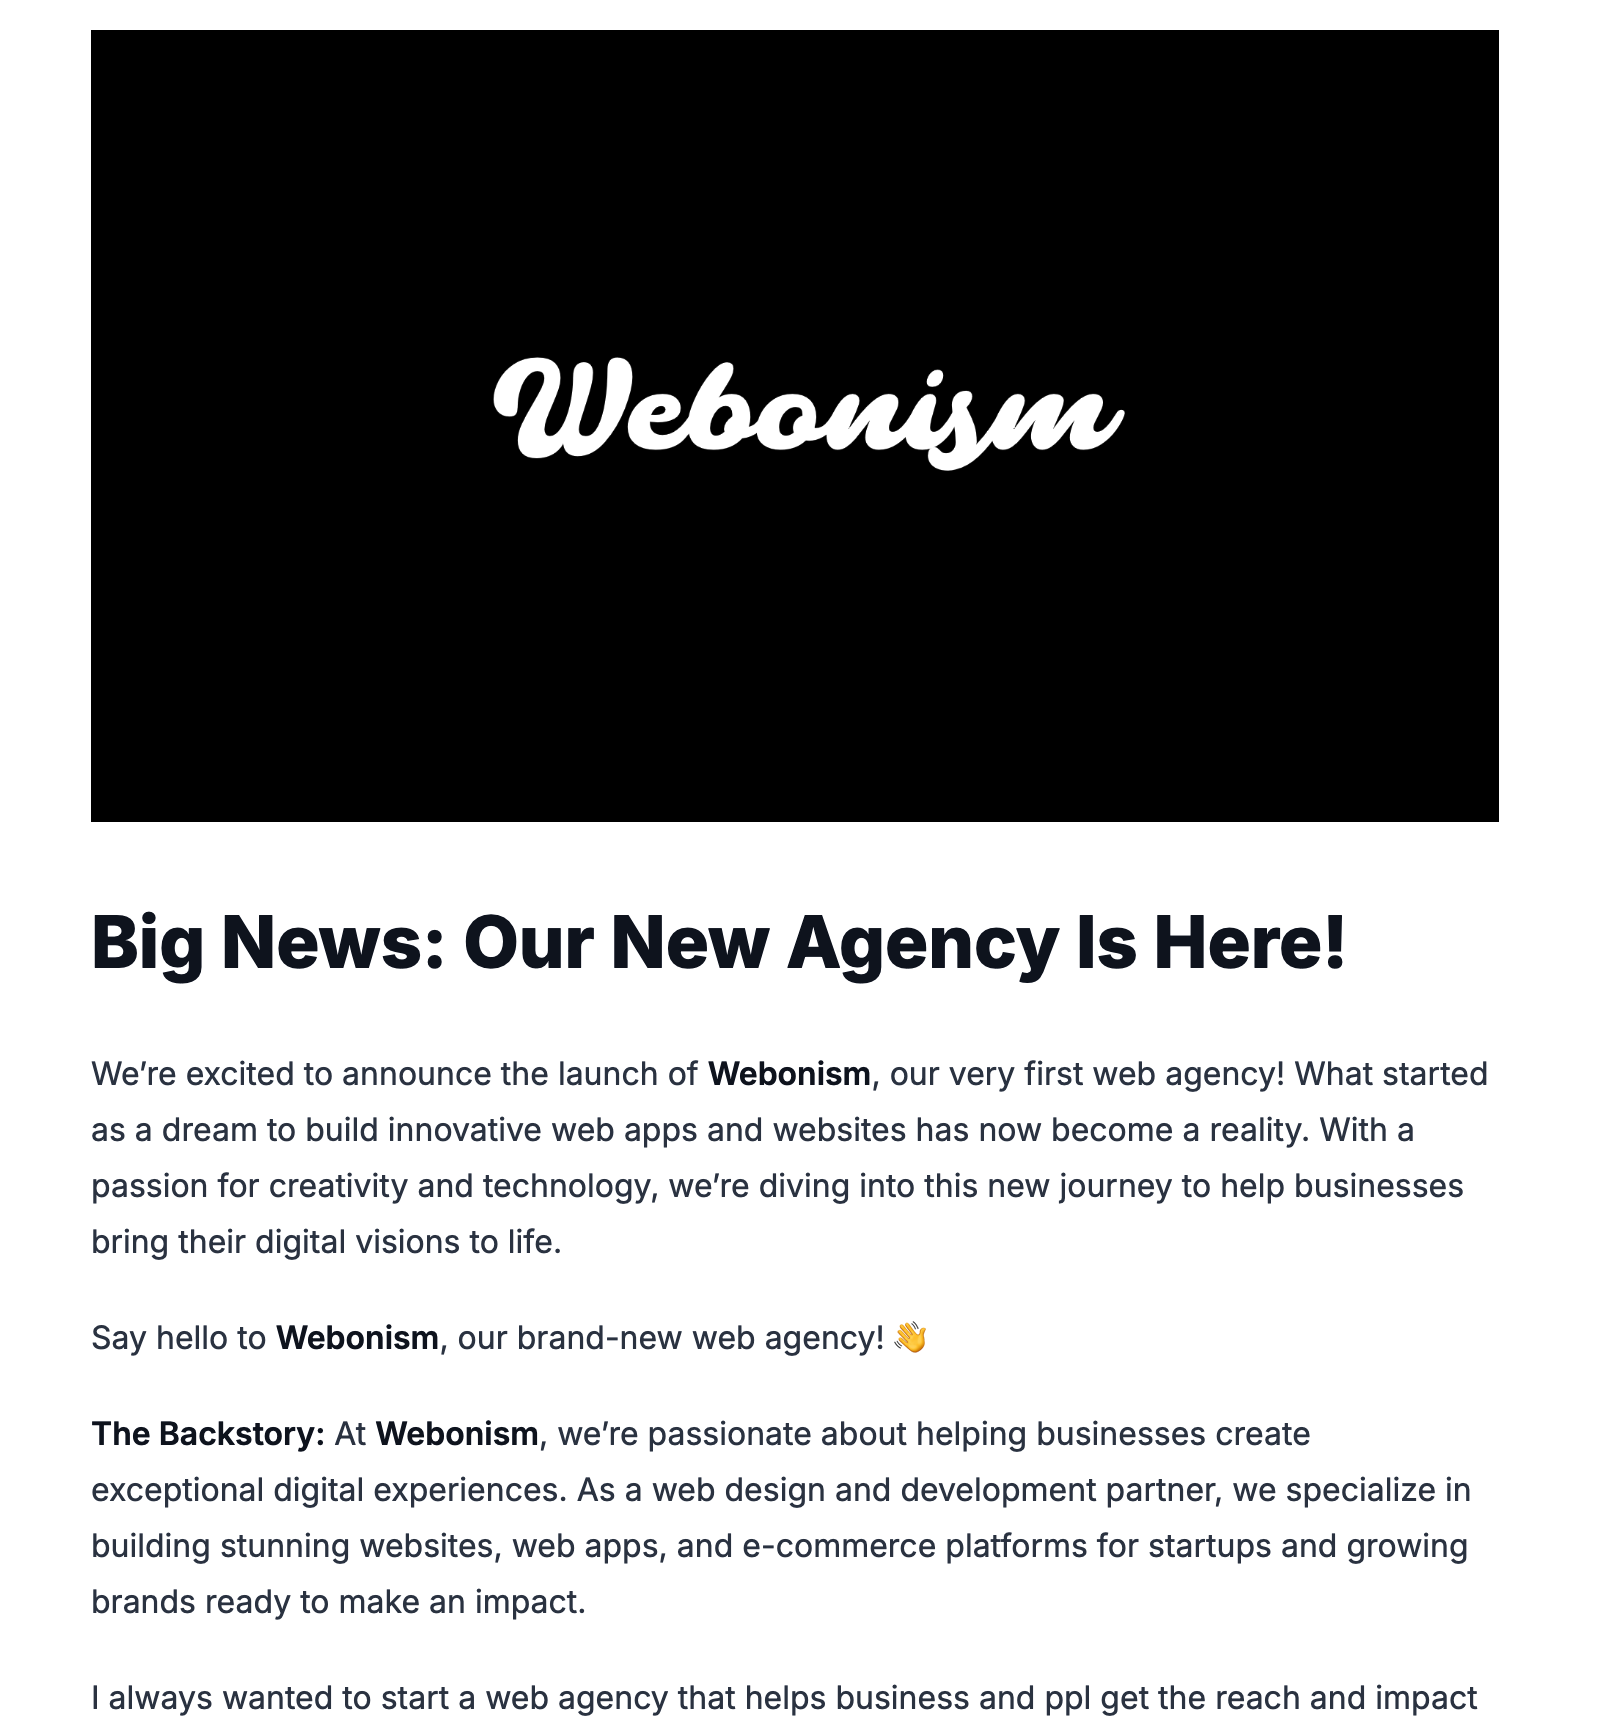 Webonism
Big News: Our New Agency Is Here!
We’re excited to announce the launch of Webonism, our very first web agency! What started
as a dream to build innovative web apps and websites has now become a reality. With a
passion for creativity and technology, we’re diving into this new journey to help businesses
bring their digital visions to life.
Say hello to Webonism, our brand-new web agency! 👋
The Backstory: At Webonism, we’re passionate about helping businesses create
exceptional digital experiences. As a web design and development partner, we specialize in
building stunning websites, web apps, and e-commerce platforms for startups and growing
brands ready to make an impact.
I always wanted to start a web agency that helps business and ppl get the reach and impact